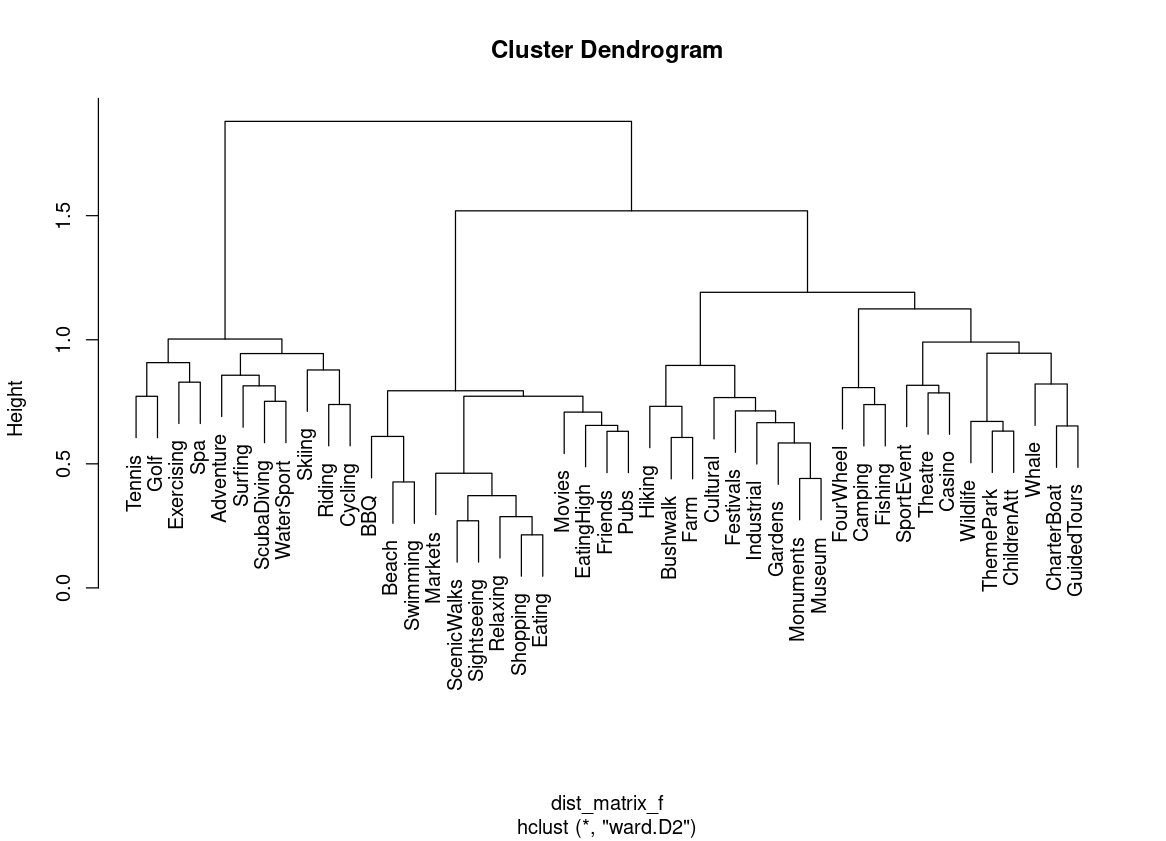 Cluster Dendrogram
Height
0.0
0.5
1.0
1.5
Tennis
Golf
Exercising
Spa
Adventure
Surfing
ScubaDiving
WaterSport
Skiing
Riding
Cycling
BBQ
Beach
Swimming
Markets
ScenicWalks
Sightseeing
Relaxing
Shopping
Eating
Movies
EatingHigh
Friends
Pubs
Hiking
Bushwalk
Farm
Cultural
Festivals
Industrial
Gardens
Monuments
Museum
FourWheel
Camping
Fishing
SportEvent
Theatre
Casino
Wildlife
ThemePark
ChildrenAtt
Whale
CharterBoat
GuidedTours
dist_matrix_f
hclust (*, "ward.D2")